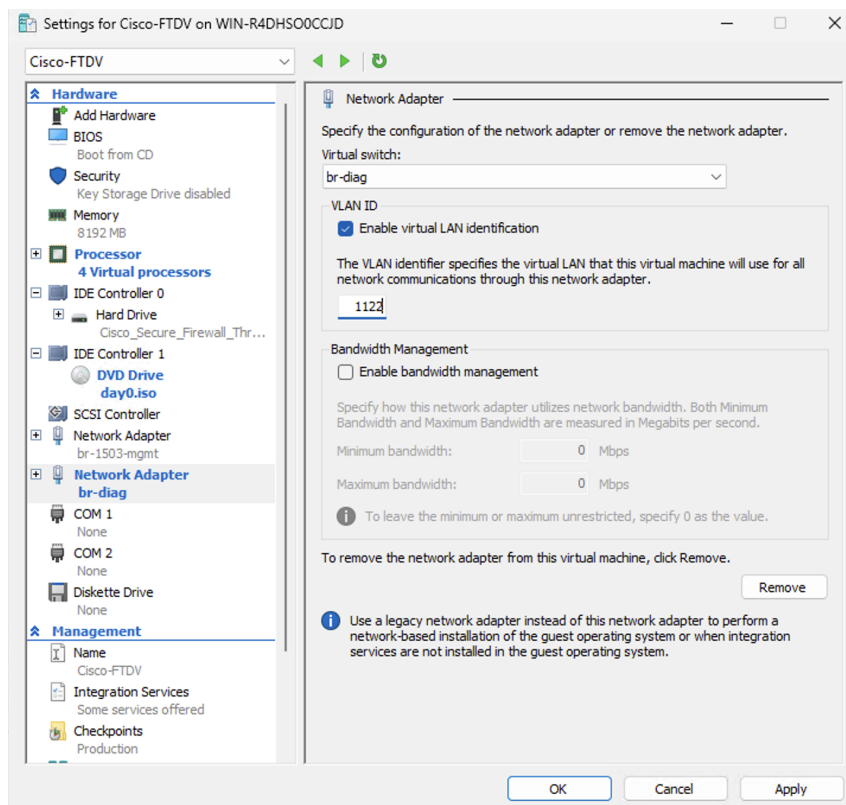 Settings for Cisco-FTDV on WIN-R4DHSO0CCJD
Cisco-FTDV
Hardware
Add Hardware
BIOS
Boot from CD
Security
Key Storage Drive disabled
Memory
8192 MB
Processor
4 Virtual processors
IDE Controller 0
Hard Drive
Cisco_Secure_Firewall_Thr...
IDE Controller 1
DVD Drive
day0.iso
SCSI Controller
Network Adapter
br-1503-mgmt
Network Adapter
br-diag
COM 1
None
COM 2
None
Diskette Drive
None
Management
Name
Cisco-FTDV
Integration Services
Some services offered
Checkpoints
Production
Network Adapter
Specify the configuration of the network adapter or remove the network adapter.
Virtual switch:
br-diag
VLAN ID
Enable virtual LAN identification
The VLAN identifier specifies the virtual LAN that this virtual machine will use for all
network communications through this network adapter.
1122
Bandwidth Management
Enable bandwidth management
Specify how this network adapter utilizes network bandwidth. Both Minimum
Bandwidth and Maximum Bandwidth are measured in Megabits per second.
Minimum bandwidth: 0 Mbps
Maximum bandwidth: 0 Mbps
To leave the minimum or maximum unrestricted, specify 0 as the value.
To remove the network adapter from this virtual machine, click Remove.
Remove
Use a legacy network adapter instead of this network adapter to perform a
network-based installation of the guest operating system or when integration
services are not installed in the guest operating system.
OK Cancel Apply